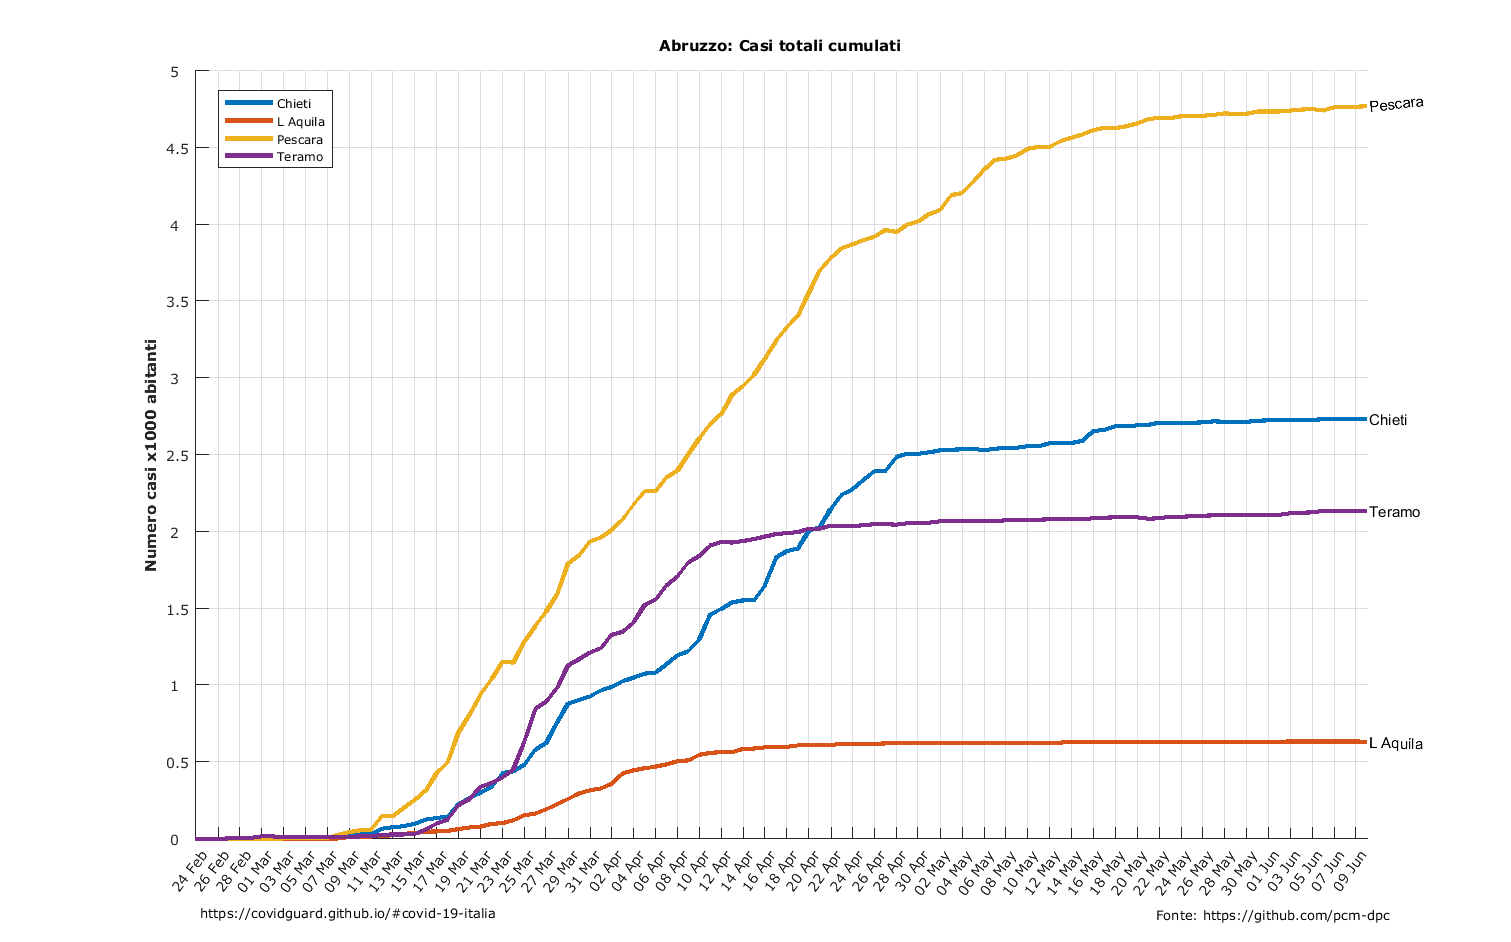 Abruzzo: Casi totali cumulati
5
4.5
4
3.5
3
2.5
2
1.5
1
0.5
0
Numero casi x1000 abitanti
Chieti
L Aquila
Pescara
Teramo
Pescara
Chieti
Teramo
L Aquila
24 Feb
26 Feb
28 Feb
01 Mar
03 Mar
05 Mar
07 Mar
09 Mar
11 Mar
13 Mar
15 Mar
17 Mar
19 Mar
21 Mar
23 Mar
25 Mar
27 Mar
29 Mar
31 Mar
02 Apr
04 Apr
06 Apr
08 Apr
10 Apr
12 Apr
14 Apr
16 Apr
18 Apr
20 Apr
22 Apr
24 Apr
26 Apr
28 Apr
30 Apr
02 May
04 May
06 May
08 May
10 May
12 May
14 May
16 May
18 May
20 May
22 May
24 May
26 May
28 May
30 May
01 Jun
03 Jun
05 Jun
07 Jun
09 Jun
https://covidguard.github.io/#covid-19-italia
Fonte: https://github.com/pcm-dpc